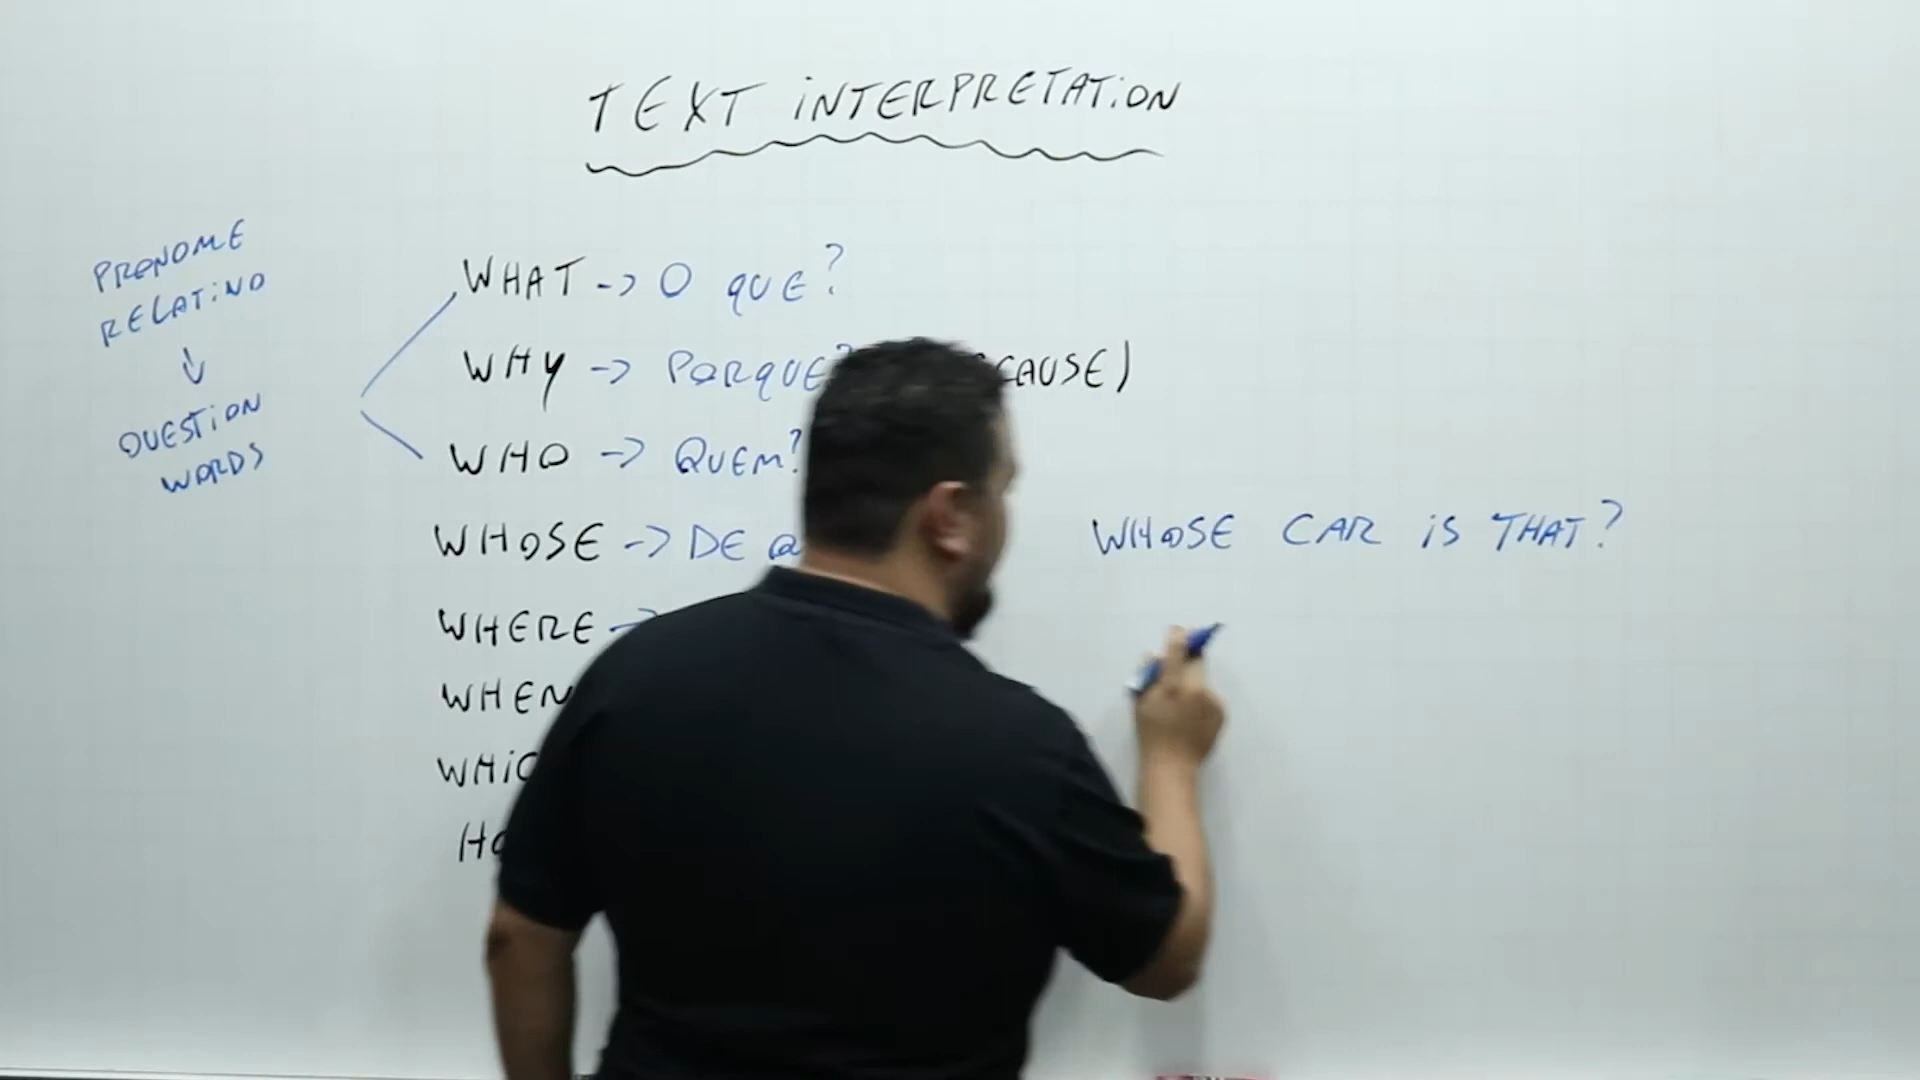 TEXT INTERPRETATION
PRONOME
RELATIVO
↓
QUESTION
WORDS
WHAT -> O QUE?
WHY -> PORQUE?
WHO -> QUEM?
WHOSE -> DE
WHOSE CAR IS THAT?
WHERE ->
WHEN